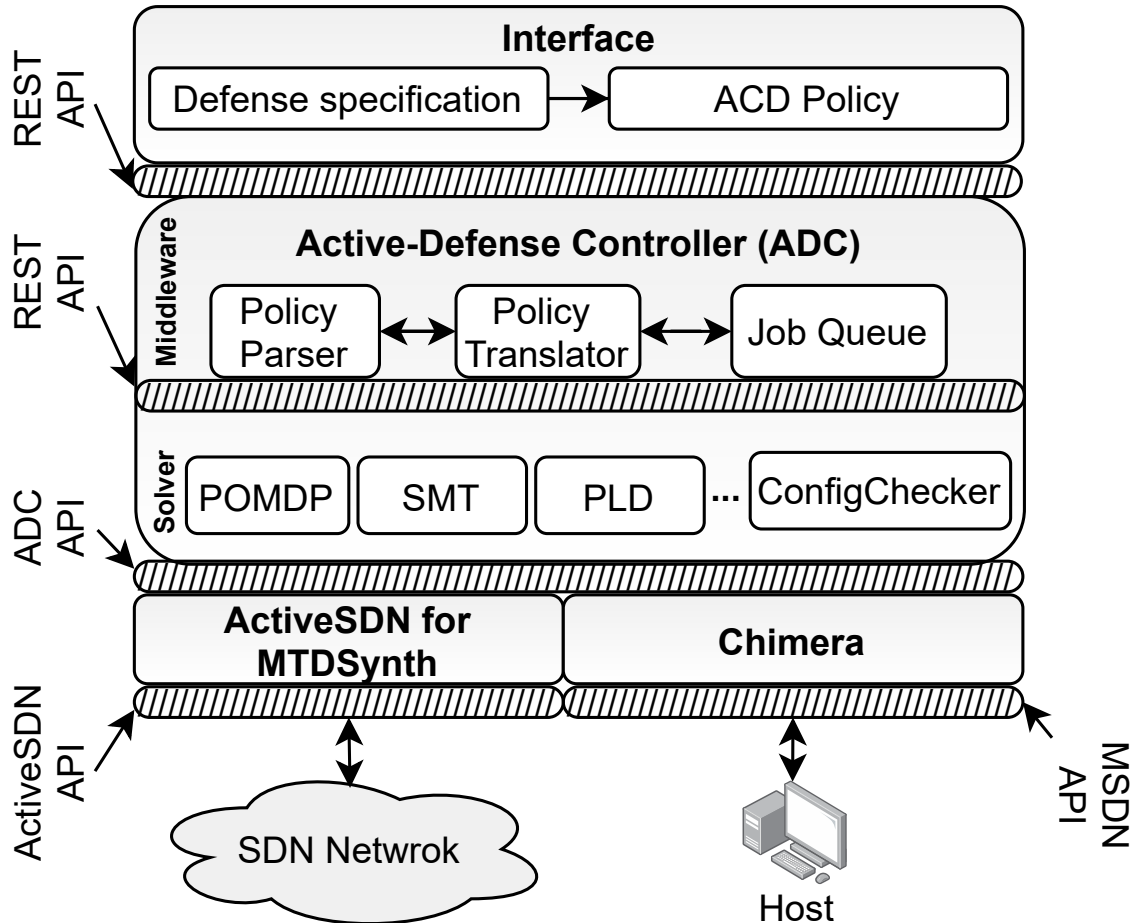 Interface
REST
API
Defense specification
ACD Policy
Active-Defense Controller (ADC)
Middleware
REST
API
Policy
Parser
Policy
Translator
Job Queue
Solver
POMDP
SMT
PLD
...
ConfigChecker
ADC
API
ActiveSDN for
MTDSynth
Chimera
ActiveSDN
API
MSDN
API
SDN Netwrok
Host